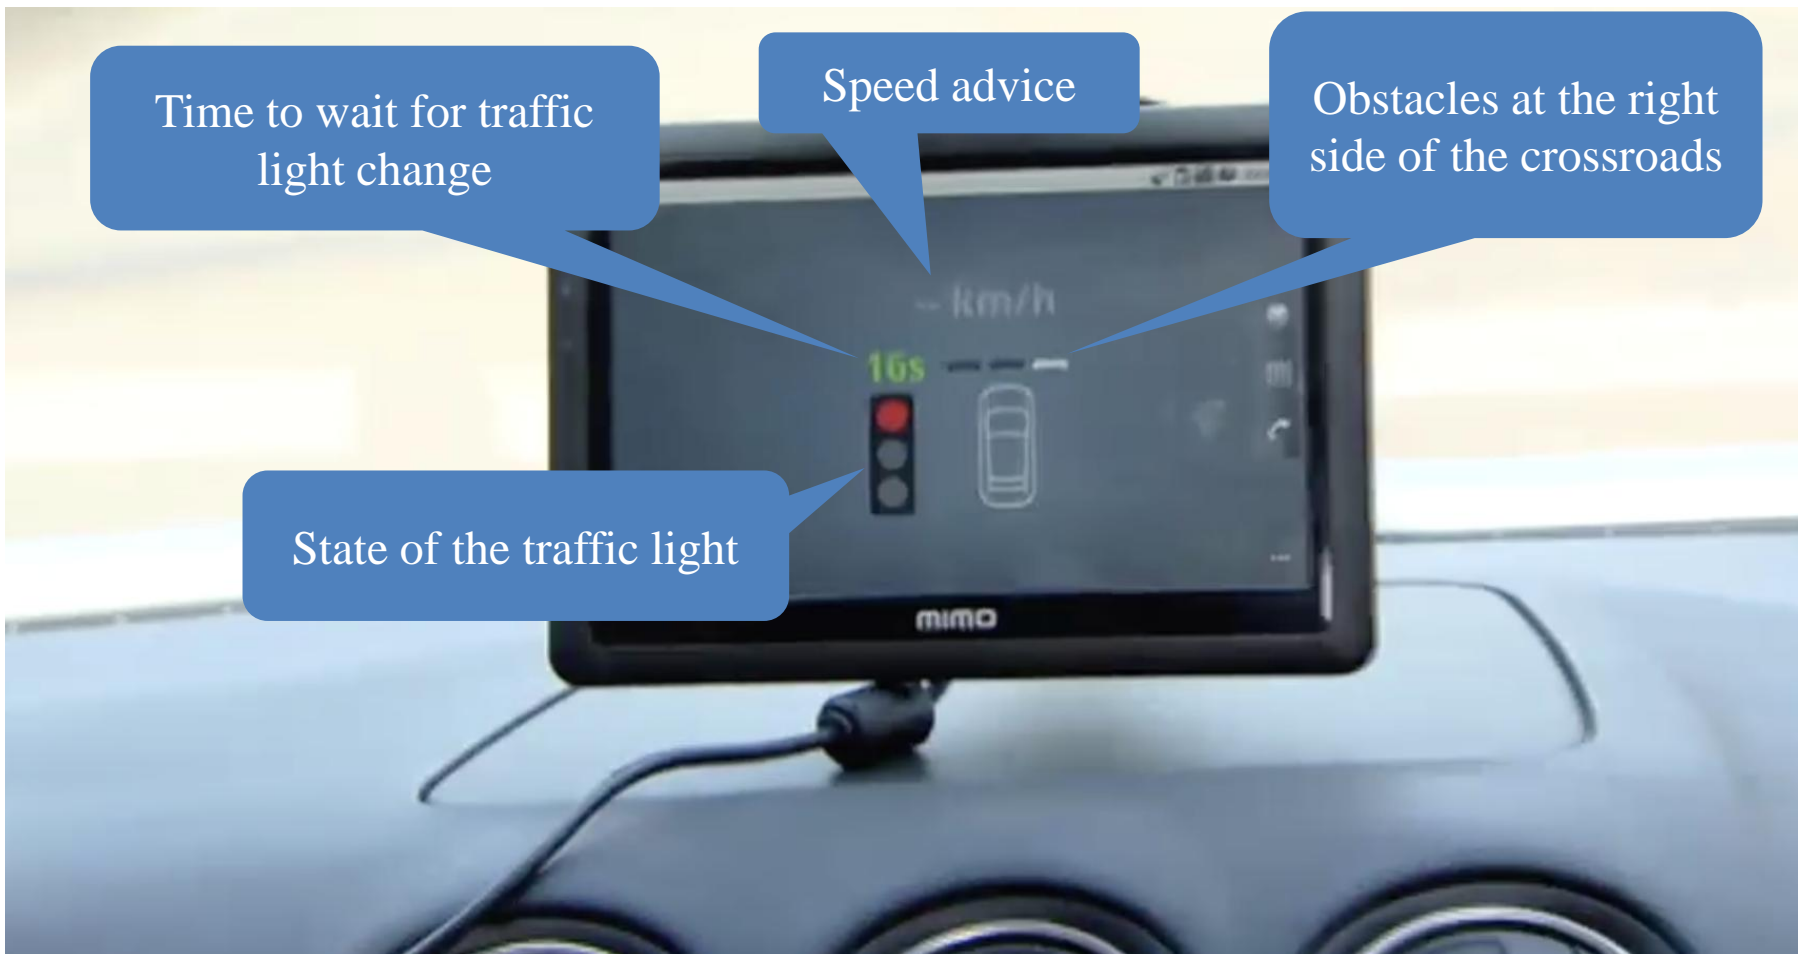 Time to wait for traffic
light change
Speed advice
Obstacles at the right
side of the crossroads
-- km/h
16s
State of the traffic light
mimo